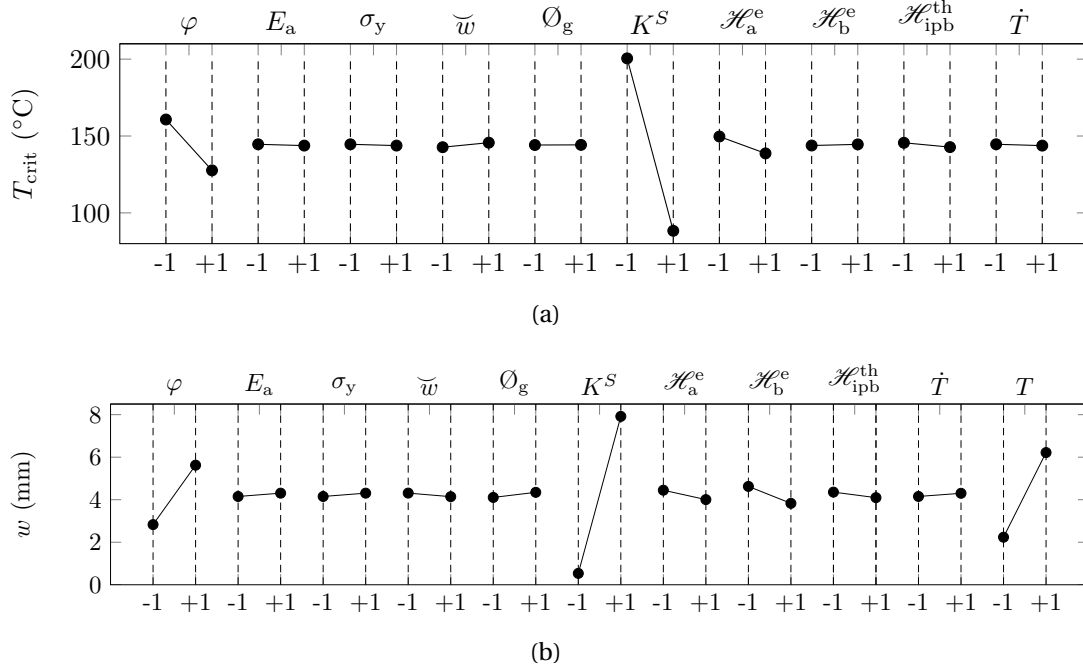 φ E_a σ_y w̆ Ø_g K^S ℋ_a^e ℋ_b^e ℋ_ipb^th Ṫ
T_crit (°C)
200
150
100
-1 +1 -1 +1 -1 +1 -1 +1 -1 +1 -1 +1 -1 +1 -1 +1 -1 +1 -1 +1
(a)
φ E_a σ_y w̆ Ø_g K^S ℋ_a^e ℋ_b^e ℋ_ipb^th Ṫ T
w (mm)
8
6
4
2
0
-1 +1 -1 +1 -1 +1 -1 +1 -1 +1 -1 +1 -1 +1 -1 +1 -1 +1 -1 +1 -1 +1
(b)